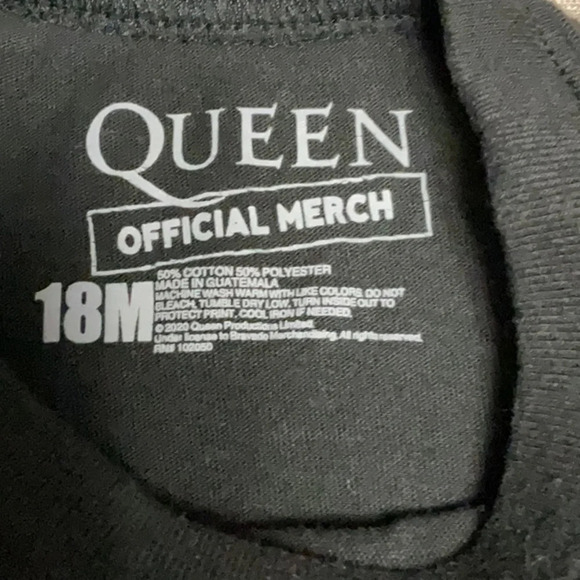 QUEEN
OFFICIAL MERCH
18M
50% COTTON 50% POLYESTER
MADE IN GUATEMALA
MACHINE WASH WARM WITH LIKE COLORS, DO NOT
BLEACH, TUMBLE DRY LOW, TURN INSIDE OUT TO
PROTECT PRINT, COOL IRON IF NEEDED.
© 2020 Queen Productions Limited.
Under license to Bravado Merchandising, All rights reserved.
RN# 102050